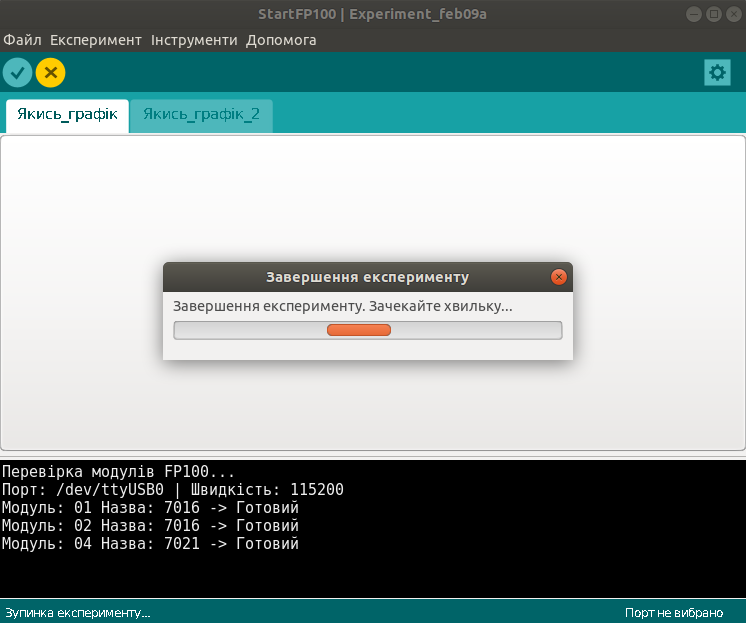 StartFP100 | Experiment_feb09a
Файл Експеримент Інструменти Допомога
Якись_графік Якись_графік_2
Завершення експерименту
Завершення експерименту. Зачекайте хвильку...
Перевірка модулів FP100...
Порт: /dev/ttyUSB0 | Швидкість: 115200
Модуль: 01 Назва: 7016 -> Готовий
Модуль: 02 Назва: 7016 -> Готовий
Модуль: 04 Назва: 7021 -> Готовий
Зупинка експерименту... Порт не вибрано